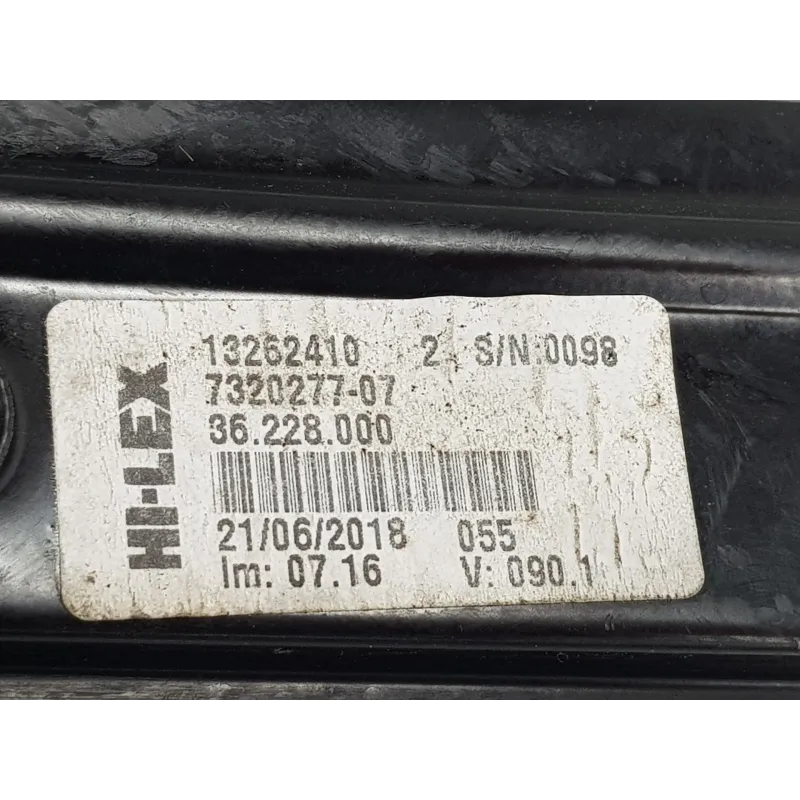 HI-LEX
13262410 2 S/N:0098
7320277-07
36.228.000
21/06/2018 055
Im: 07.16 V: 090.1